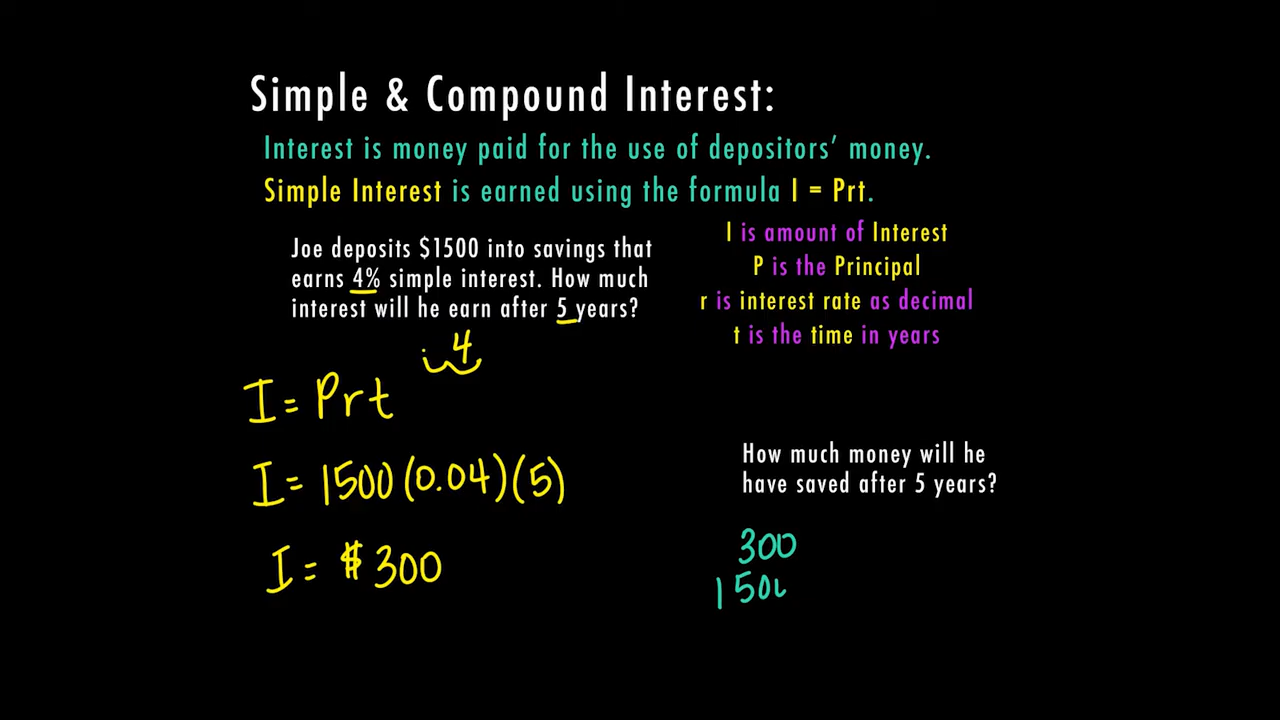 Simple & Compound Interest:
Interest is money paid for the use of depositors’ money.
Simple Interest is earned using the formula I = Prt.
Joe deposits $1500 into savings that
earns 4% simple interest. How much
interest will he earn after 5 years?
I is amount of Interest
P is the Principal
r is interest rate as decimal
t is the time in years
. 4
I = Prt
I = 1500(0.04)(5)
I = $300
How much money will he
have saved after 5 years?
300
150